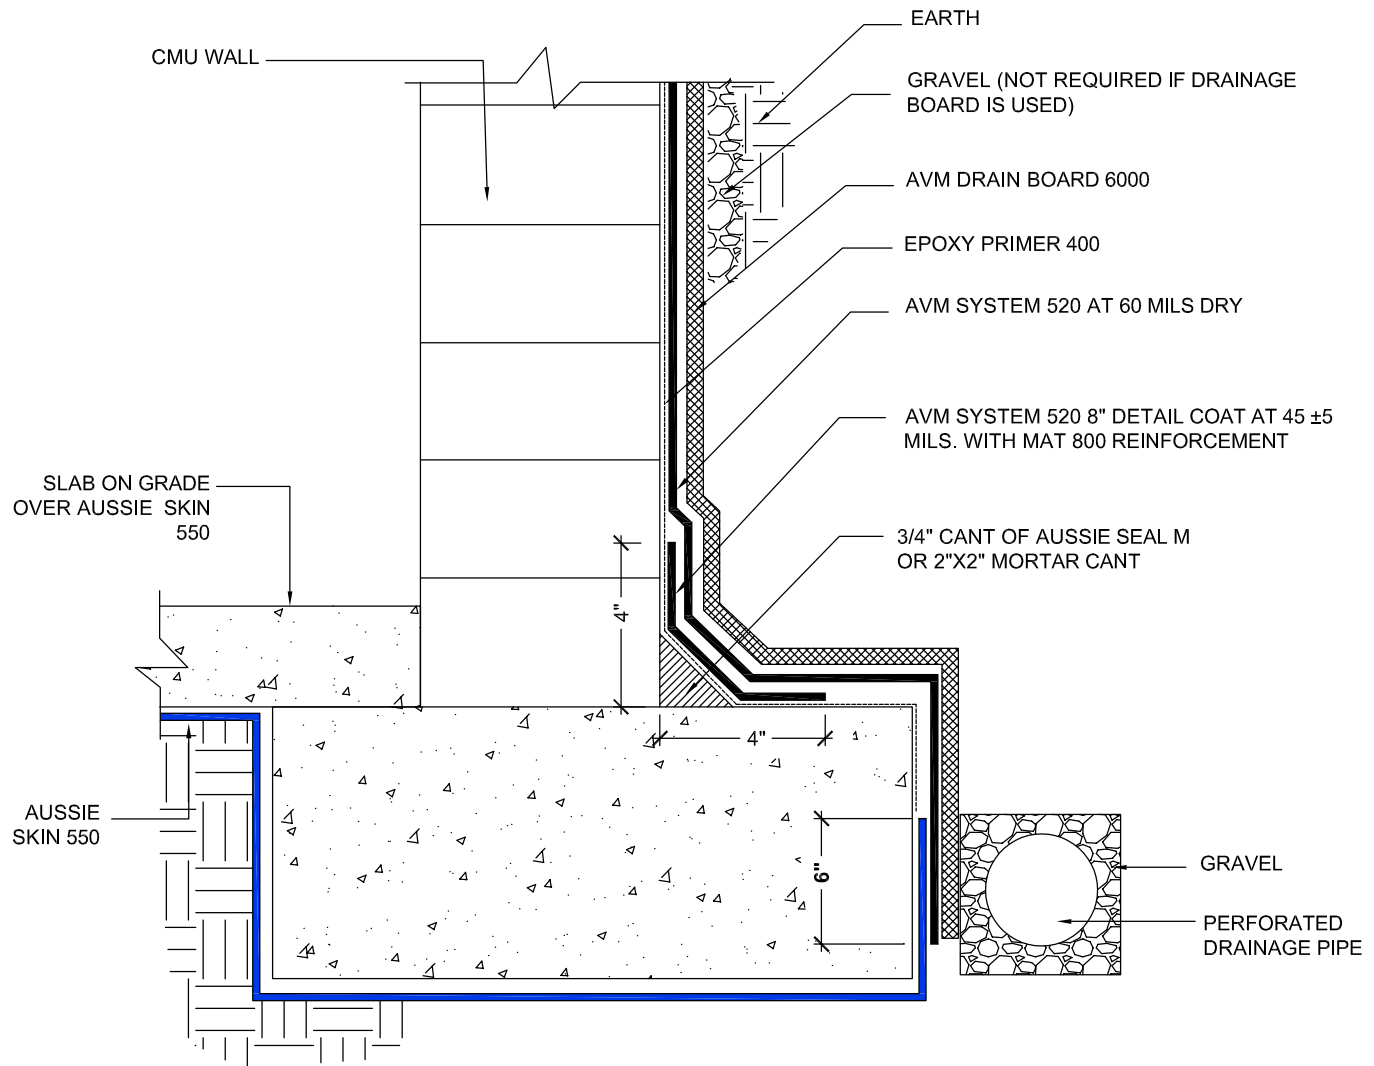 EARTH
CMU WALL
GRAVEL (NOT REQUIRED IF DRAINAGE
BOARD IS USED)
AVM DRAIN BOARD 6000
EPOXY PRIMER 400
AVM SYSTEM 520 AT 60 MILS DRY
AVM SYSTEM 520 8" DETAIL COAT AT 45 ±5
MILS. WITH MAT 800 REINFORCEMENT
SLAB ON GRADE
OVER AUSSIE SKIN
550
3/4" CANT OF AUSSIE SEAL M
OR 2"X2" MORTAR CANT
4"
4"
AUSSIE
SKIN 550
6"
GRAVEL
PERFORATED
DRAINAGE PIPE